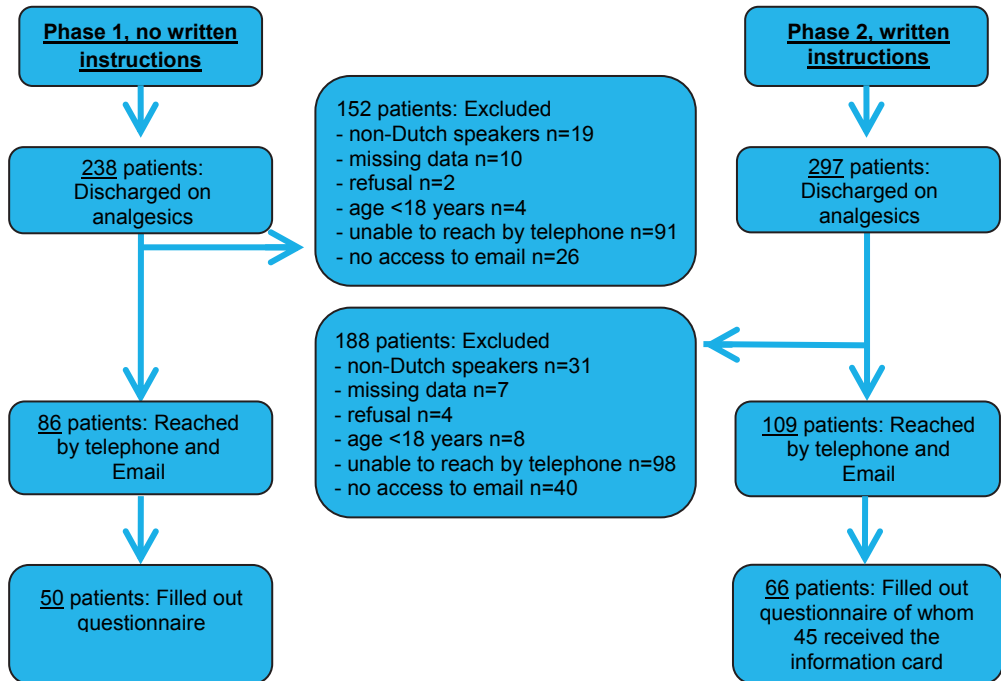 Phase 1, no written
instructions
238 patients:
Discharged on
analgesics
152 patients: Excluded
- non-Dutch speakers n=19
- missing data n=10
- refusal n=2
- age <18 years n=4
- unable to reach by telephone n=91
- no access to email n=26
86 patients: Reached
by telephone and
Email
50 patients: Filled out
questionnaire
Phase 2, written
instructions
297 patients:
Discharged on
analgesics
188 patients: Excluded
- non-Dutch speakers n=31
- missing data n=7
- refusal n=4
- age <18 years n=8
- unable to reach by telephone n=98
- no access to email n=40
109 patients: Reached
by telephone and
Email
66 patients: Filled out
questionnaire of whom
45 received the
information card